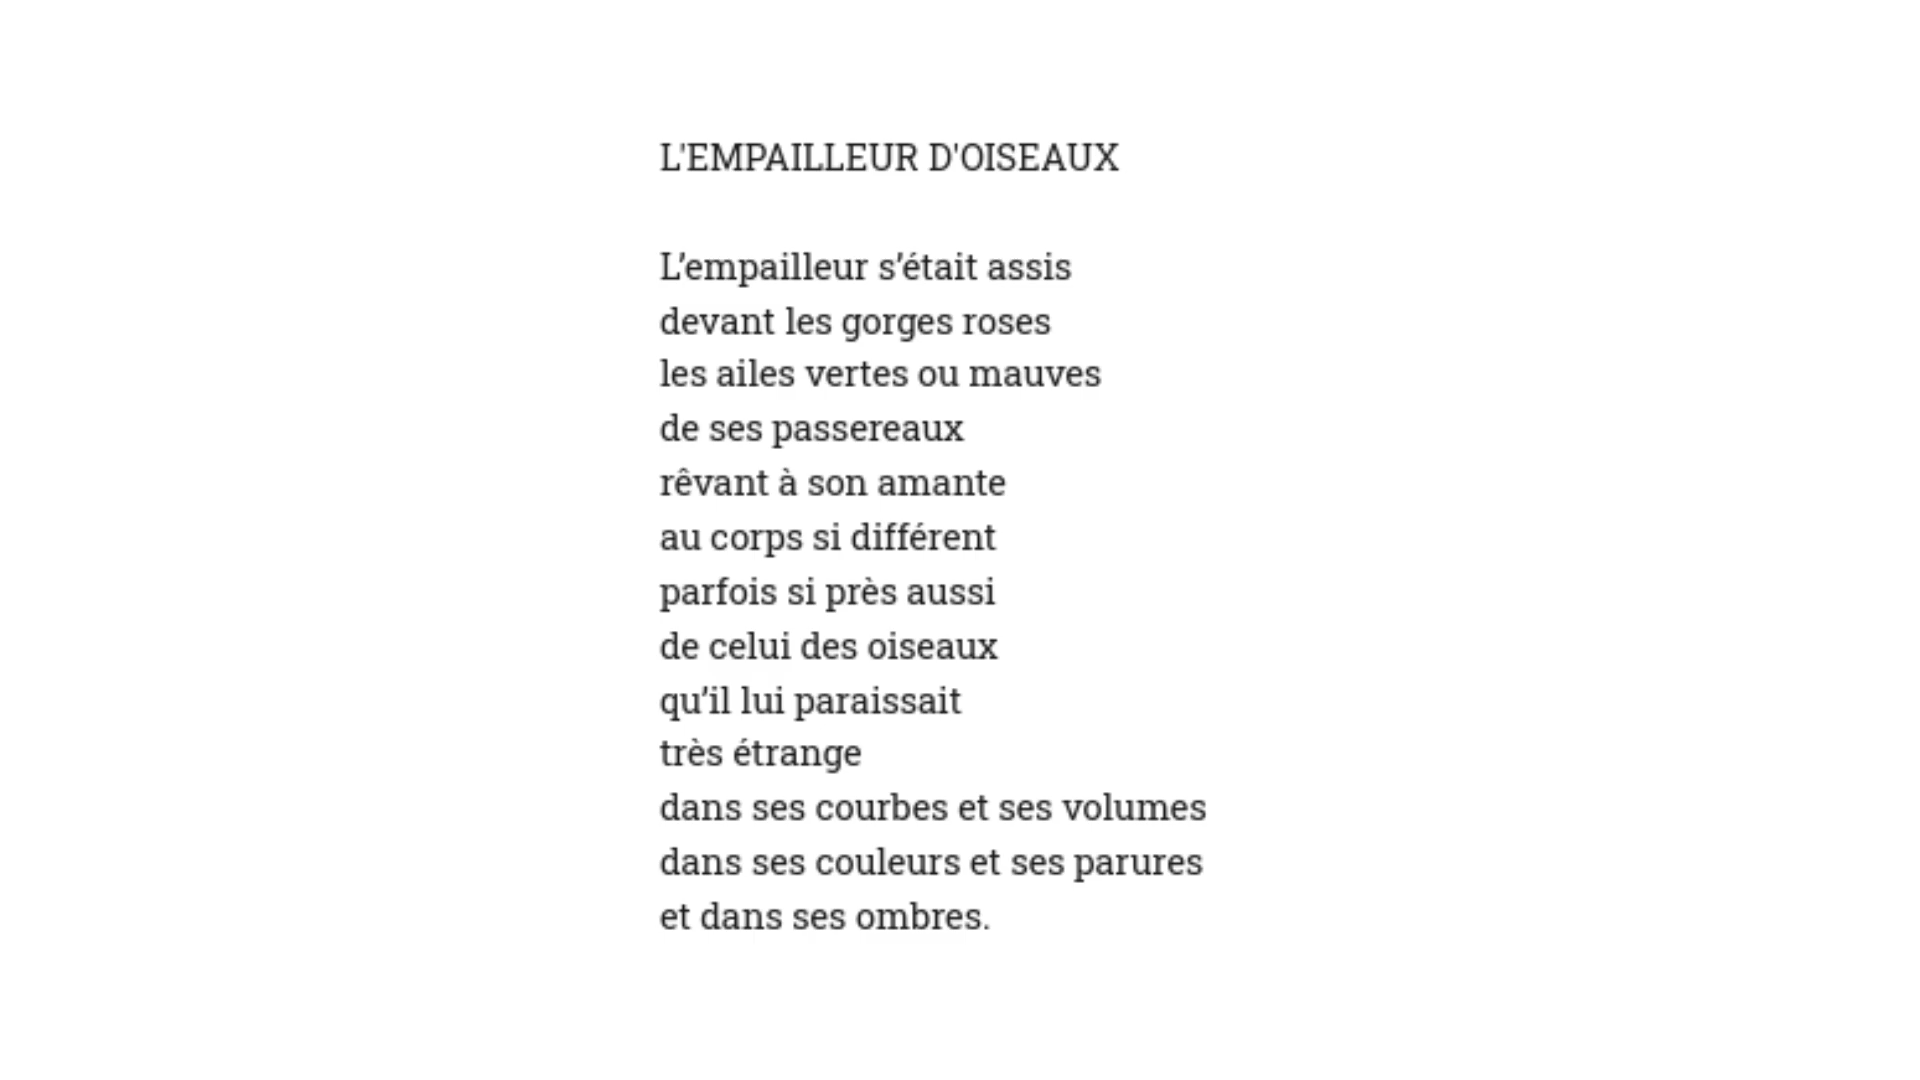 L'EMPAILLEUR D'OISEAUX
L’empailleur s’était assis
devant les gorges roses
les ailes vertes ou mauves
de ses passereaux
rêvant à son amante
au corps si différent
parfois si près aussi
de celui des oiseaux
qu’il lui paraissait
très étrange
dans ses courbes et ses volumes
dans ses couleurs et ses parures
et dans ses ombres.